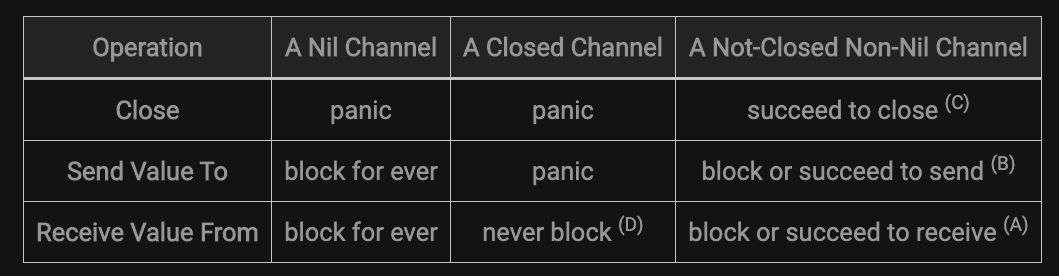 Operation A Nil Channel A Closed Channel A Not-Closed Non-Nil Channel
Close panic panic succeed to close (C)
Send Value To block for ever panic block or succeed to send (B)
Receive Value From block for ever never block (D) block or succeed to receive (A)